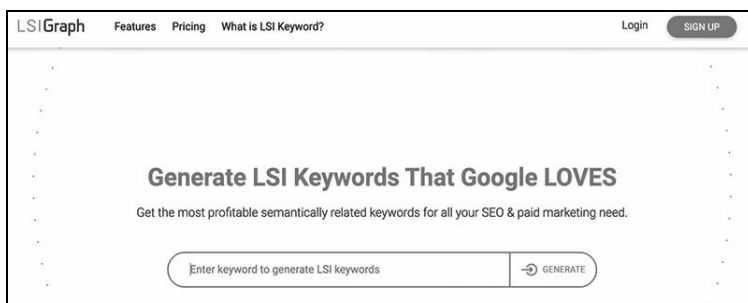 LSIGraph Features Pricing What is LSI Keyword? Login SIGN UP
Generate LSI Keywords That Google LOVES
Get the most profitable semantically related keywords for all your SEO & paid marketing need.
Enter keyword to generate LSI keywords GENERATE